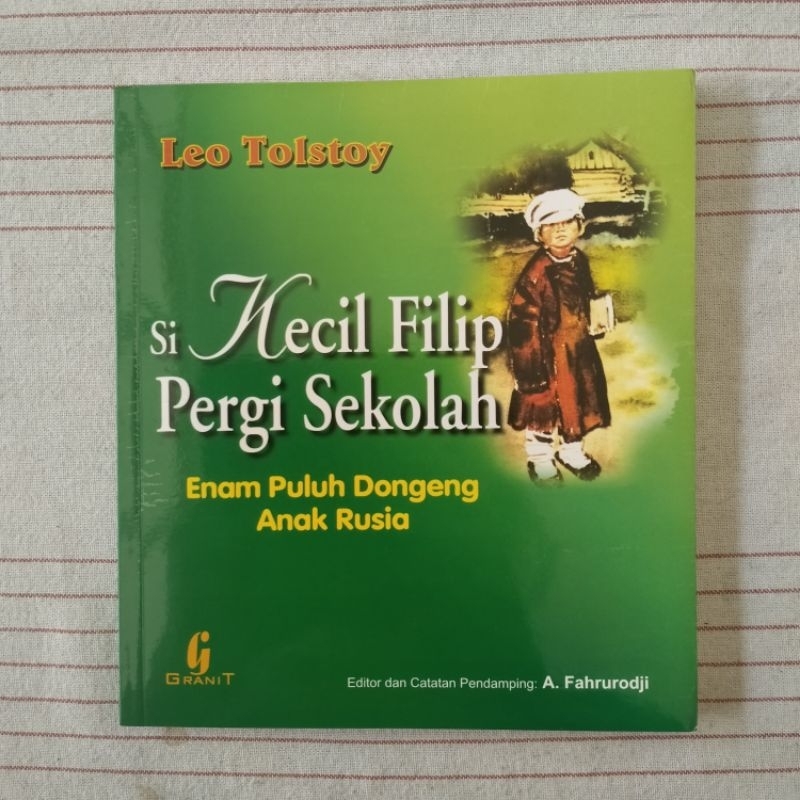 Leo Tolstoy
Si Kecil Filip
Pergi Sekolah
Enam Puluh Dongeng
Anak Rusia
G
GRANIT
Editor dan Catatan Pendamping: A. Fahrurodji